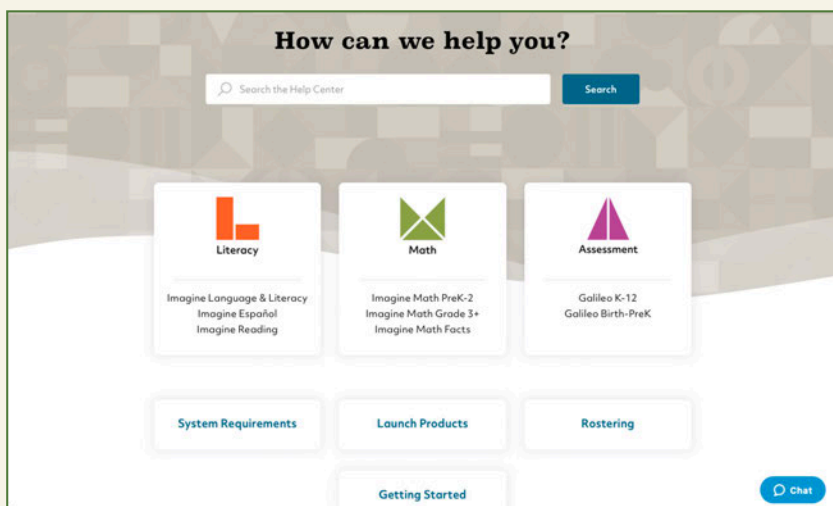 How can we help you?
Search the Help Center
Search
Literacy
Imagine Language & Literacy
Imagine Español
Imagine Reading
Math
Imagine Math PreK-2
Imagine Math Grade 3+
Imagine Math Facts
Assessment
Galileo K-12
Galileo Birth-PreK
System Requirements
Launch Products
Rostering
Getting Started
Chat